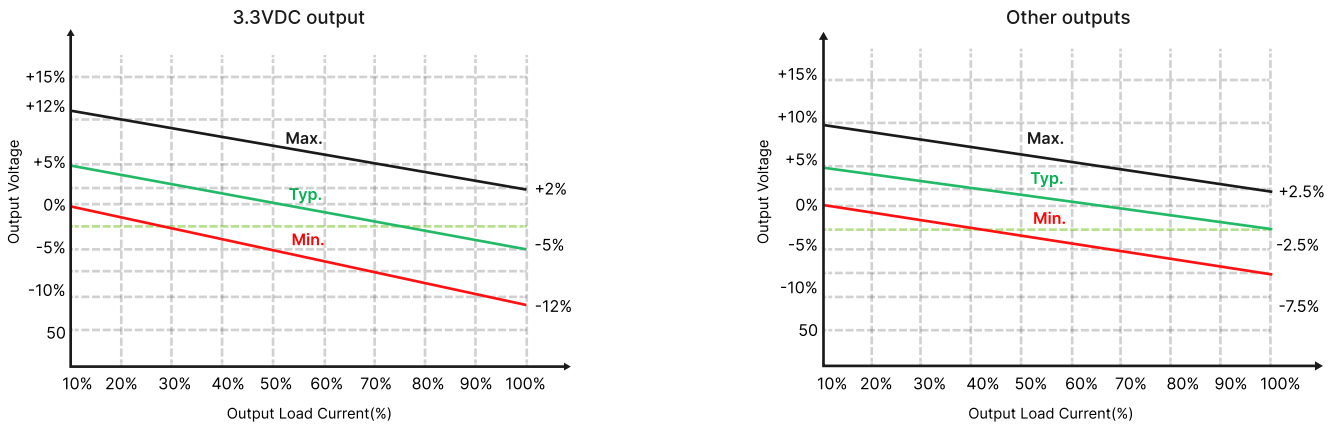 3.3VDC output
+15%
+12%
+5%
0%
-5%
-10%
50
Output Voltage
Max.
Typ.
Min.
+2%
-5%
-12%
10% 20% 30% 40% 50% 60% 70% 80% 90% 100%
Output Load Current(%)
Other outputs
+15%
+10%
+5%
0%
-5%
-10%
50
Output Voltage
Max.
Typ.
Min.
+2.5%
-2.5%
-7.5%
10% 20% 30% 40% 50% 60% 70% 80% 90% 100%
Output Load Current(%)